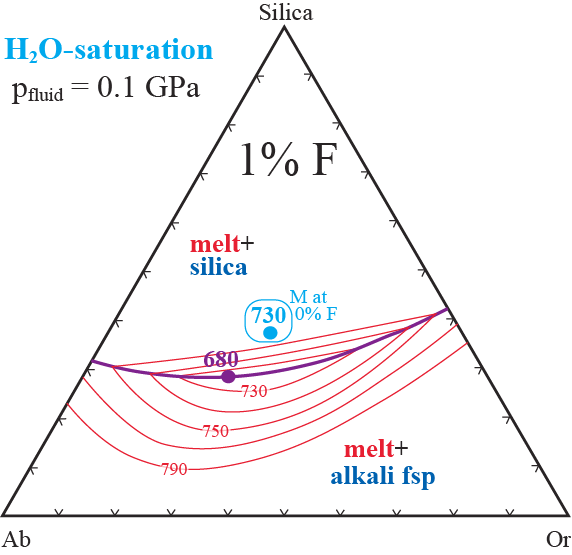 Silica
H₂O-saturation
p_fluid = 0.1 GPa
1% F
melt+
silica
M at
730 0% F
680
730
750
790
melt+
alkali fsp
Ab Or